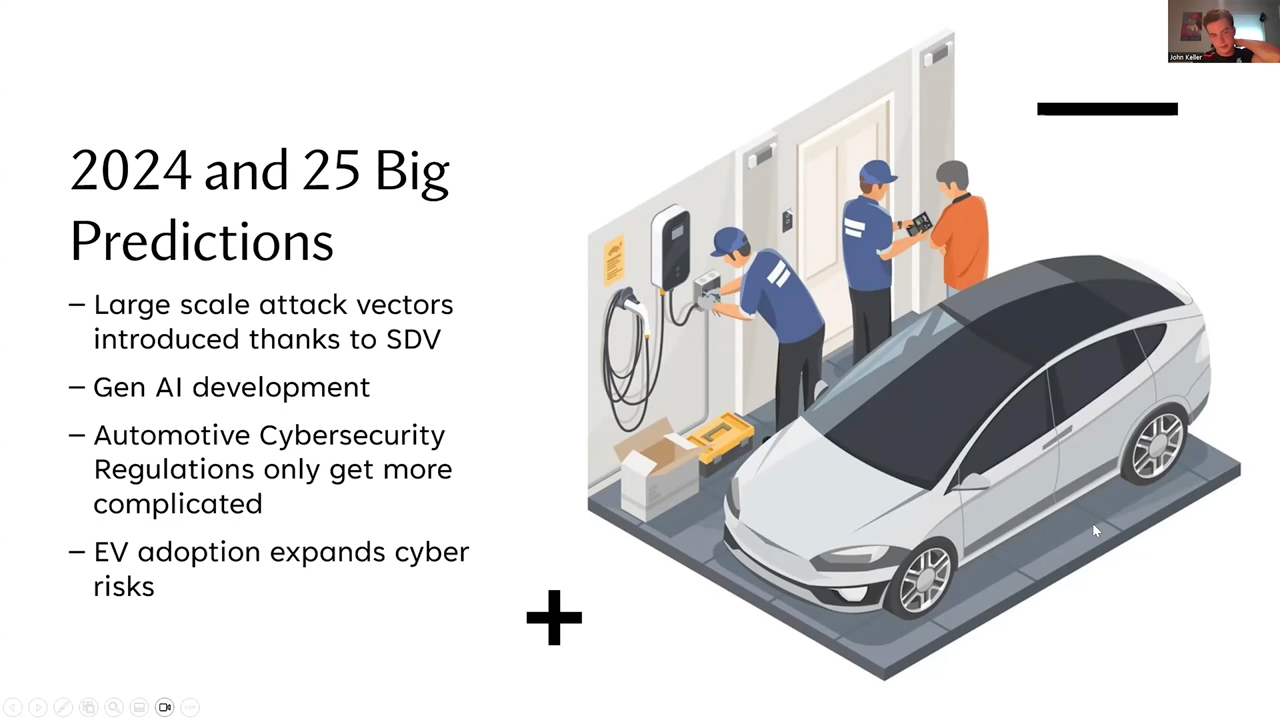 John Keller
2024 and 25 Big
Predictions
– Large scale attack vectors
introduced thanks to SDV
– Gen AI development
– Automotive Cybersecurity
Regulations only get more
complicated
– EV adoption expands cyber
risks